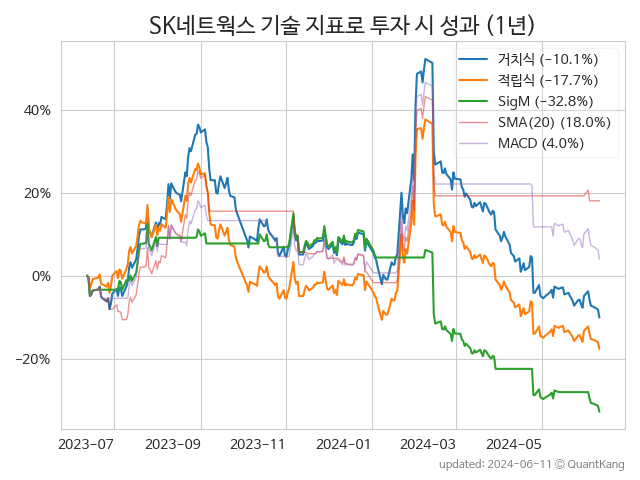 SK네트웍스 기술 지표로 투자 시 성과 (1년)
거치식 (−10.1%)
적립식 (−17.7%)
SigM (−32.8%)
SMA(20) (18.0%)
MACD (4.0%)
40%
20%
0%
−20%
2023-07 2023-09 2023-11 2024-01 2024-03 2024-05
updated: 2024-06-11 © QuantKang